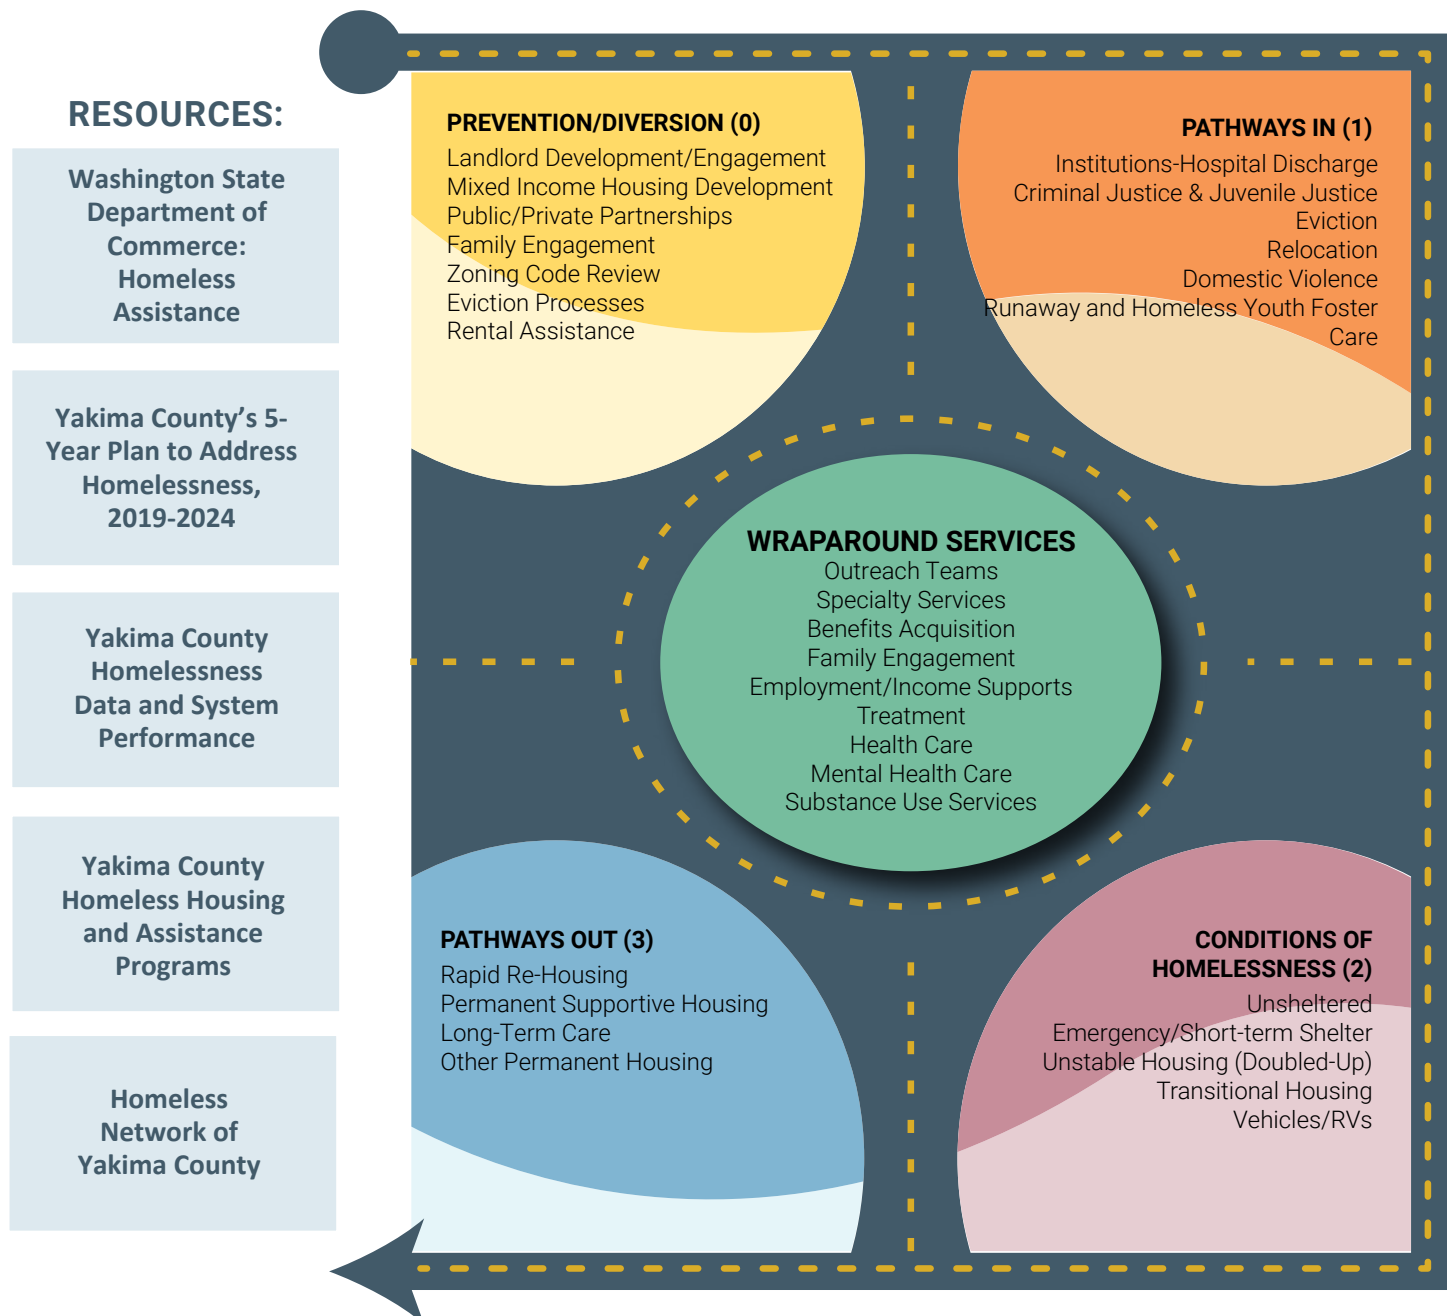 RESOURCES:
Washington State
Department of
Commerce:
Homeless
Assistance
Yakima County’s 5-
Year Plan to Address
Homelessness,
2019-2024
Yakima County
Homelessness
Data and System
Performance
Yakima County
Homeless Housing
and Assistance
Programs
Homeless
Network of
Yakima County
PREVENTION/DIVERSION (0)
Landlord Development/Engagement
Mixed Income Housing Development
Public/Private Partnerships
Family Engagement
Zoning Code Review
Eviction Processes
Rental Assistance
PATHWAYS IN (1)
Institutions-Hospital Discharge
Criminal Justice & Juvenile Justice
Eviction
Relocation
Domestic Violence
Runaway and Homeless Youth Foster
Care
WRAPAROUND SERVICES
Outreach Teams
Specialty Services
Benefits Acquisition
Family Engagement
Employment/Income Supports
Treatment
Health Care
Mental Health Care
Substance Use Services
PATHWAYS OUT (3)
Rapid Re-Housing
Permanent Supportive Housing
Long-Term Care
Other Permanent Housing
CONDITIONS OF
HOMELESSNESS (2)
Unsheltered
Emergency/Short-term Shelter
Unstable Housing (Doubled-Up)
Transitional Housing
Vehicles/RVs